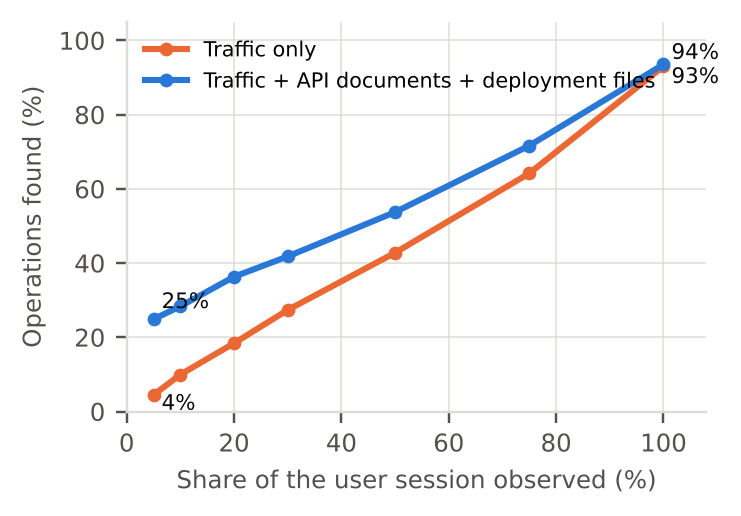 Traffic only
Traffic + API documents + deployment files
94%
93%
25%
4%
100
80
60
40
20
0
0 20 40 60 80 100
Operations found (%)
Share of the user session observed (%)